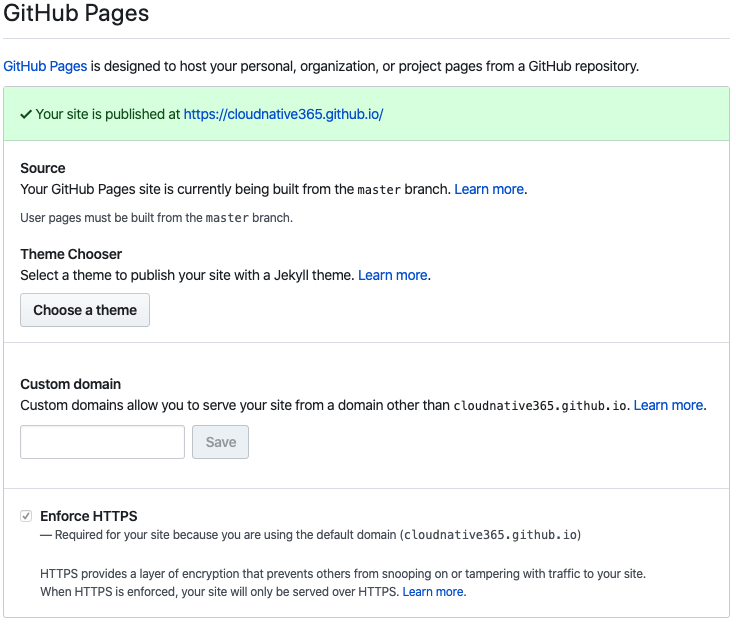 GitHub Pages
GitHub Pages is designed to host your personal, organization, or project pages from a GitHub repository.
Your site is published at https://cloudnative365.github.io/
Source
Your GitHub Pages site is currently being built from the master branch. Learn more.
User pages must be built from the master branch.
Theme Chooser
Select a theme to publish your site with a Jekyll theme. Learn more.
Choose a theme
Custom domain
Custom domains allow you to serve your site from a domain other than cloudnative365.github.io. Learn more.
Save
Enforce HTTPS
— Required for your site because you are using the default domain (cloudnative365.github.io)
HTTPS provides a layer of encryption that prevents others from snooping on or tampering with traffic to your site.
When HTTPS is enforced, your site will only be served over HTTPS. Learn more.